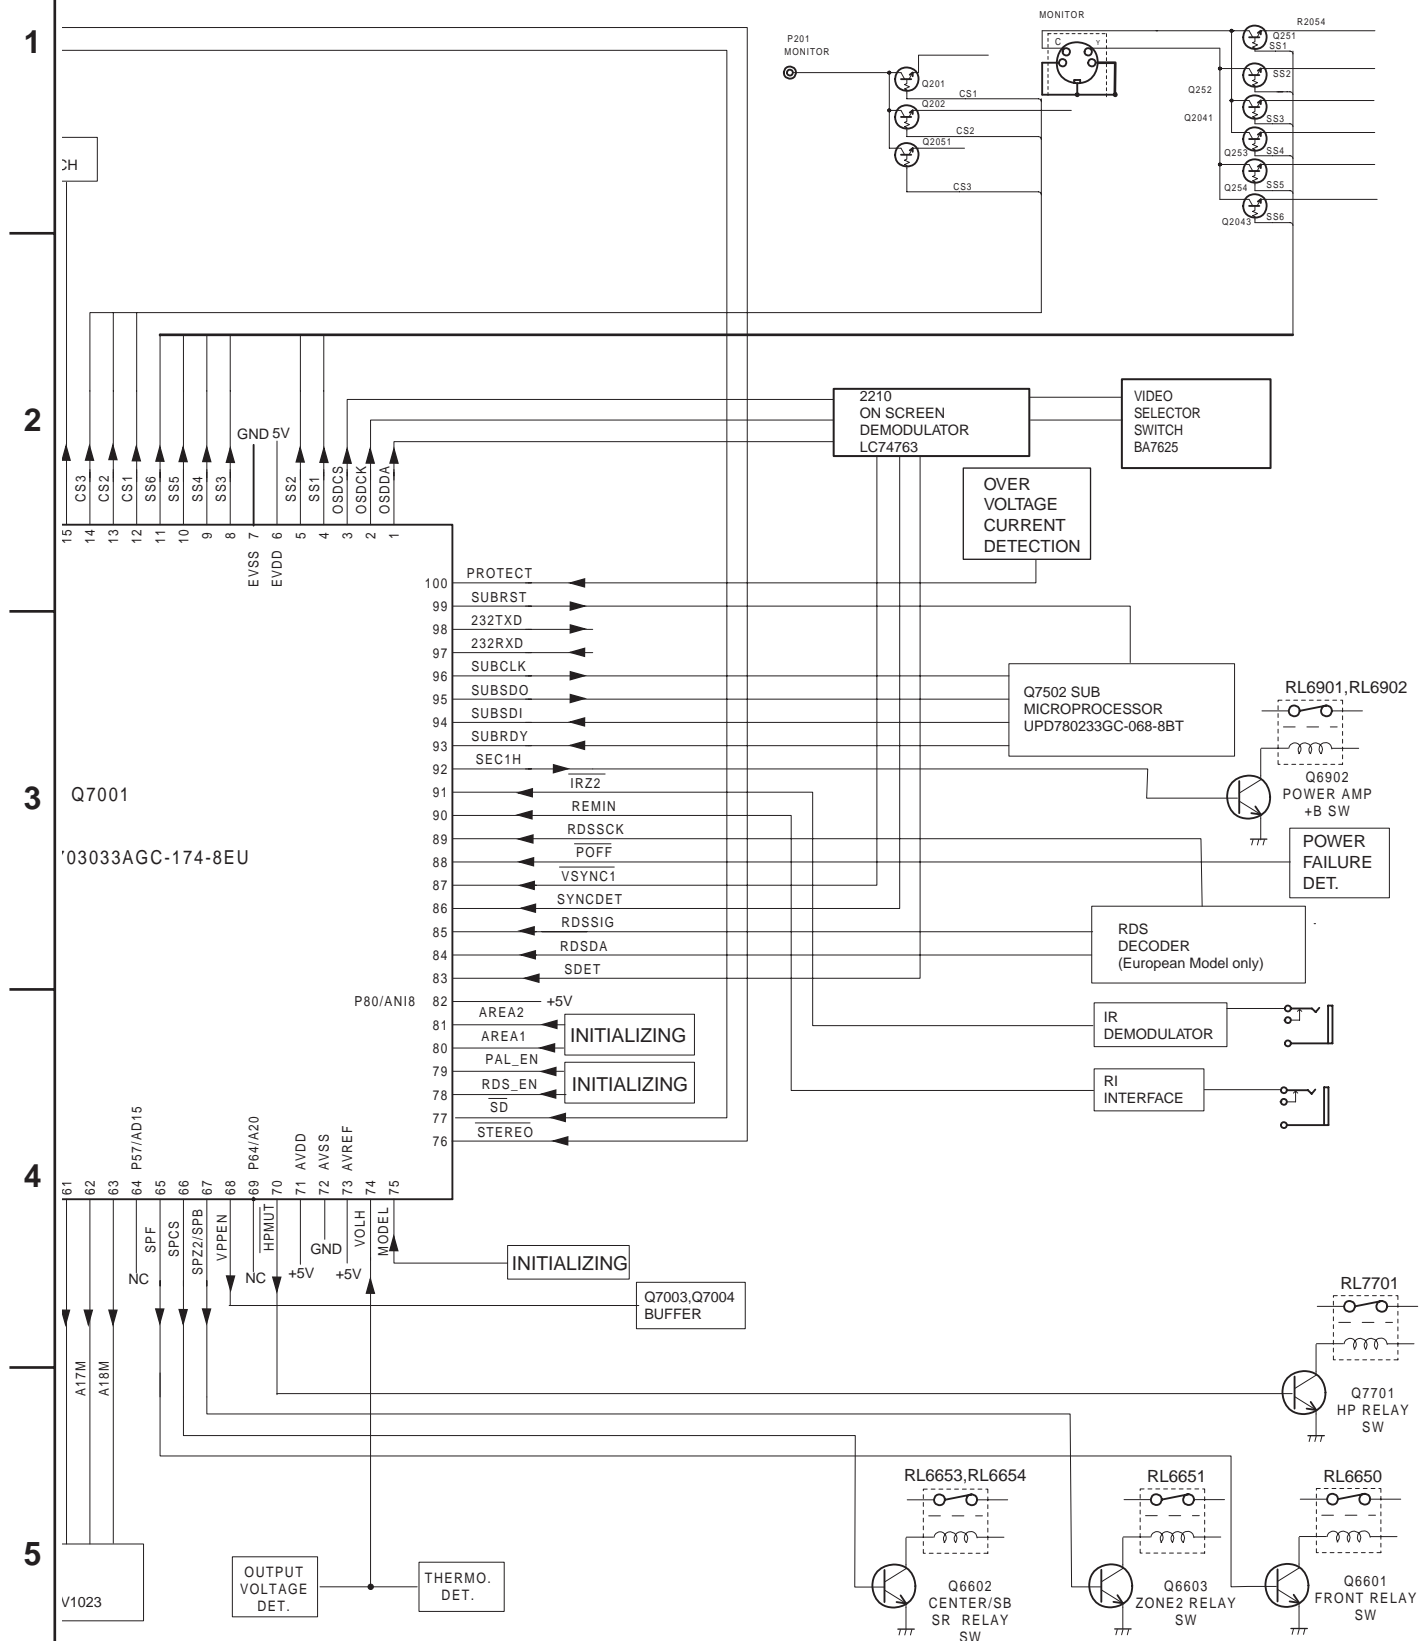 1
P201
MONITOR
MONITOR
C
Y
R2054
Q251
SS1
Q252
SS2
Q2041
SS3
Q253
SS4
Q254
SS5
Q2043
SS6
Q201
CS1
Q202
CS2
Q2051
CS3
CH
2
2210
ON SCREEN
DEMODULATOR
LC74763
VIDEO
SELECTOR
SWITCH
BA7625
OVER
VOLTAGE
CURRENT
DETECTION
GND 5V
CS3
CS2
CS1
SS6
SS5
SS4
SS3
SS2
SS1
OSDCS
OSDCK
OSDDA
15
14
13
12
11
10
9
8
7
6
5
4
3
2
1
EVSS
EVDD
100 PROTECT
99 SUBRST
98 232TXD
97 232RXD
96 SUBCLK
95 SUBSDO
94 SUBSDI
93 SUBRDY
92 SEC1H
91 IRZ2
90 REMIN
89 RDSSCK
88 POFF
87 VSYNC1
86 SYNCDET
85 RDSSIG
84 RDSDA
83 SDET
P80/ANI8 82 +5V
81 AREA2
80 AREA1
79 PAL_EN
78 RDS_EN
77 SD
76 STEREO
INITIALIZING
INITIALIZING
3
Q7001
703033AGC-174-8EU
Q7502 SUB
MICROPROCESSOR
UPD780233GC-068-8BT
RL6901,RL6902
Q6902
POWER AMP
+B SW
POWER
FAILURE
DET.
RDS
DECODER
(European Model only)
IR
DEMODULATOR
RI
INTERFACE
4
P57/AD15
P64/A20
AVDD
AVSS
AVREF
61
62
63
64
65
66
67
68
69
70
71
72
73
74
75
SPF
SPCS
SPZ2/SPB
VPPEN
HPMUT
VOLH
MODEL
NC
NC
+5V
GND
+5V
INITIALIZING
Q7003,Q7004
BUFFER
A17M
A18M
RL7701
Q7701
HP RELAY
SW
5
V1023
OUTPUT
VOLTAGE
DET.
THERMO.
DET.
RL6653,RL6654
Q6602
CENTER/SB
SR RELAY
SW
RL6651
Q6603
ZONE2 RELAY
SW
RL6650
Q6601
FRONT RELAY
SW